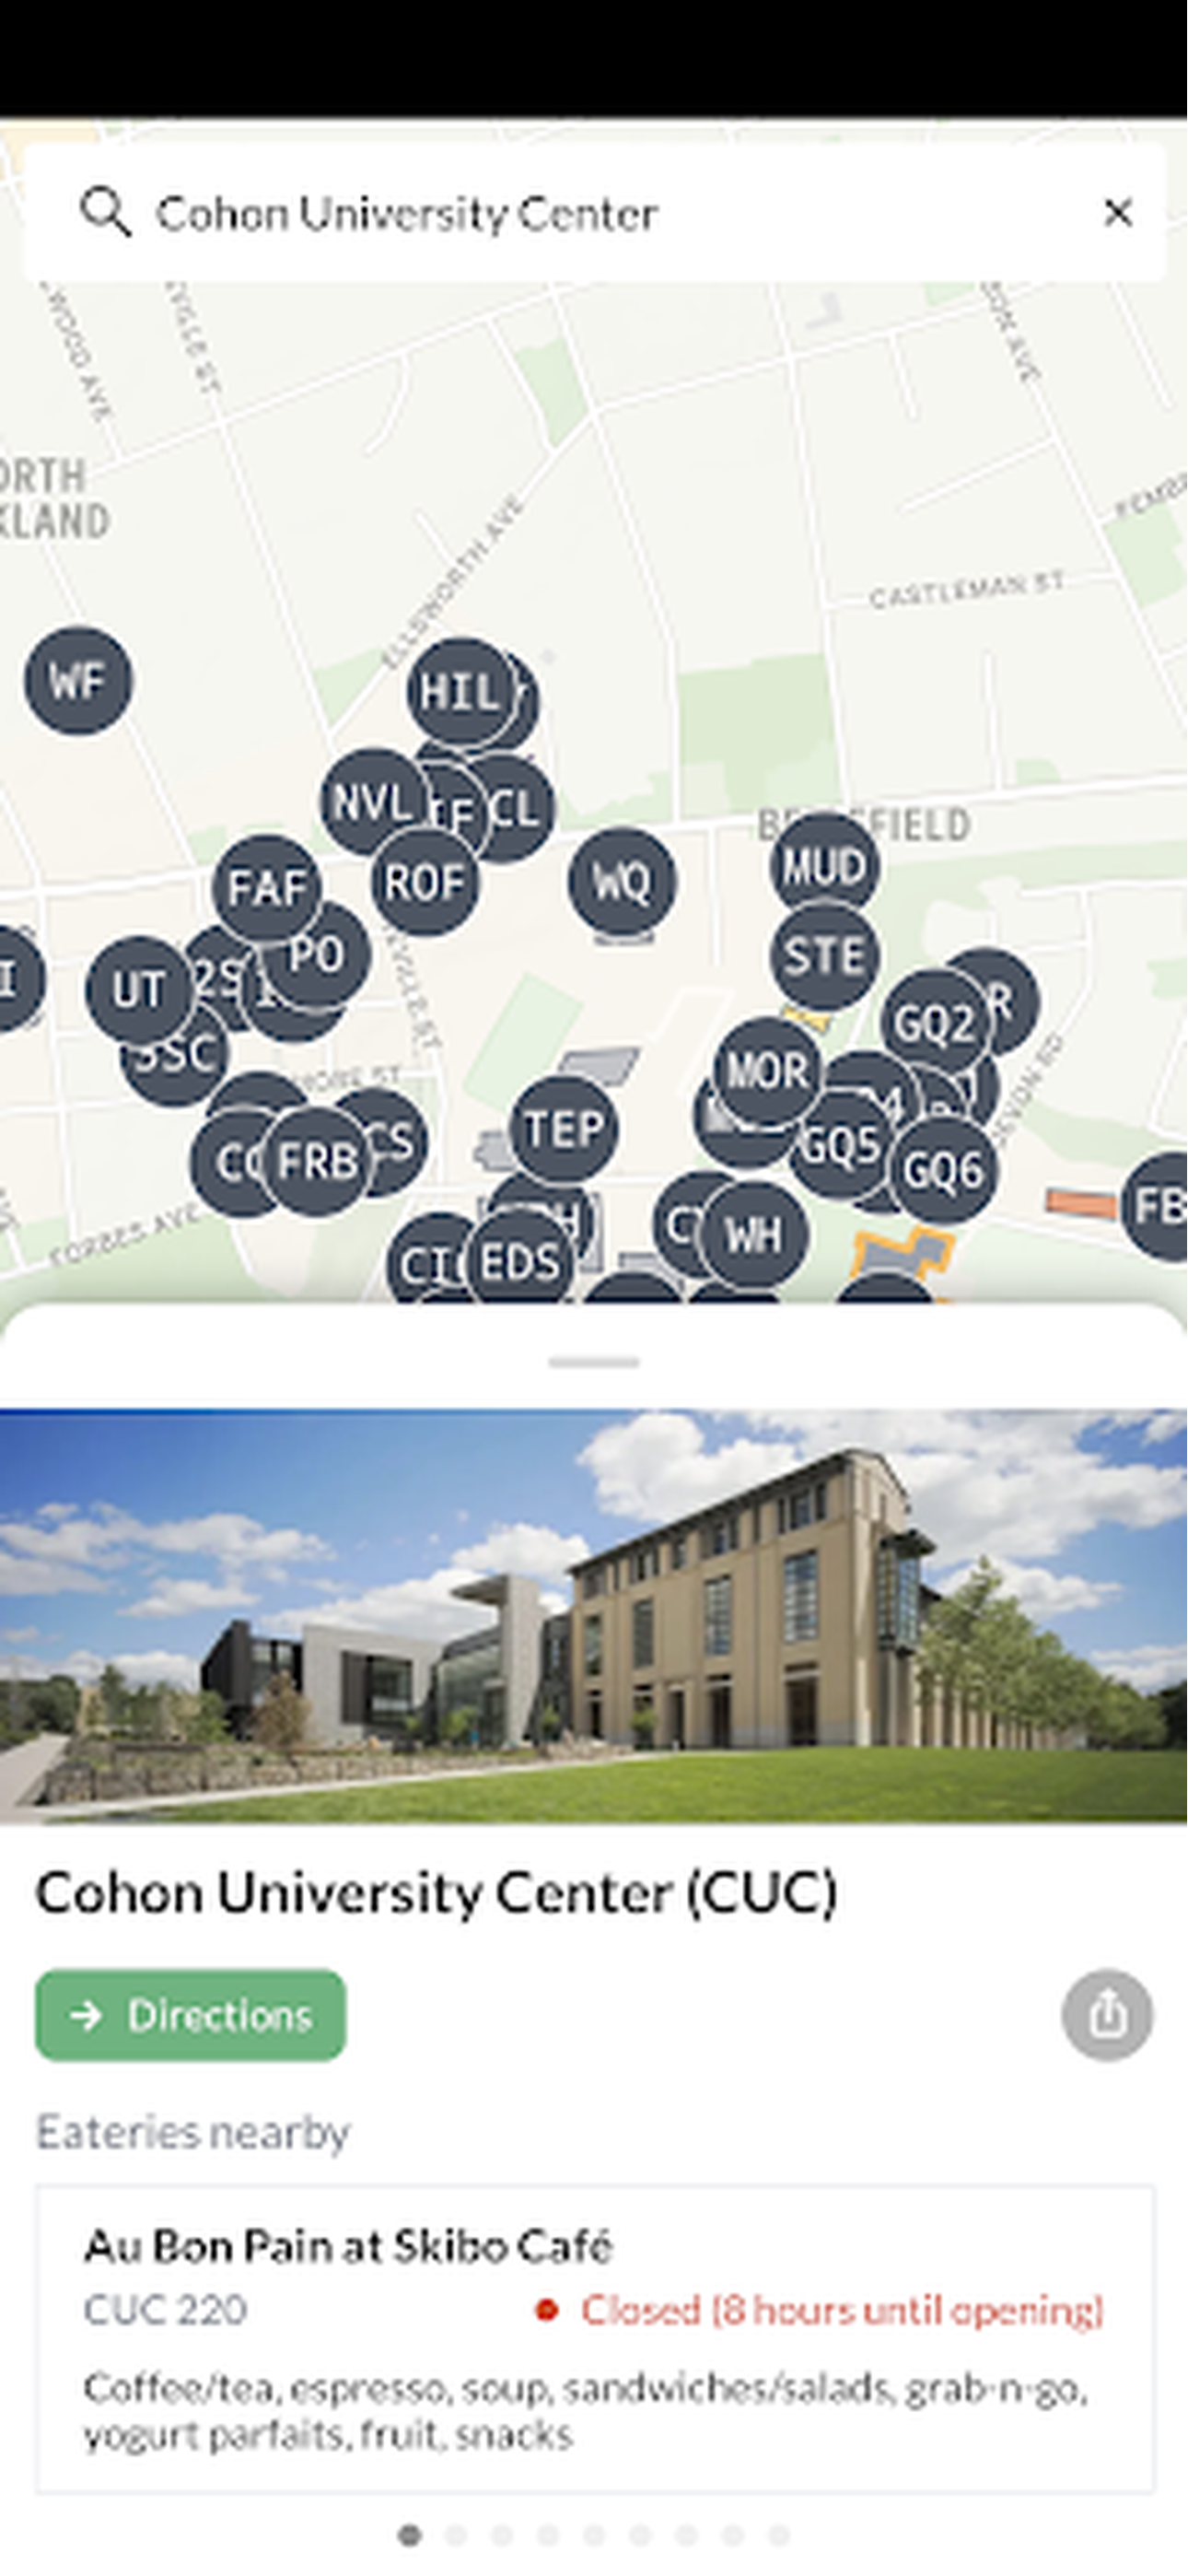 Cohon University Center
CASTLEMAN ST
ELLSWORTH AVE
WF
HIL
NVL
CL
FAF
ROF
WQ
MUD
PO
STE
UT
GQ2
MOR
TEP
FRB
GQ5
GQ6
WH
EDS
FORBES AVE
Cohon University Center (CUC)
→ Directions
Eateries nearby
Au Bon Pain at Skibo Café
CUC 220
Closed (8 hours until opening)
Coffee/tea, espresso, soup, sandwiches/salads, grab-n-go,
yogurt parfaits, fruit, snacks